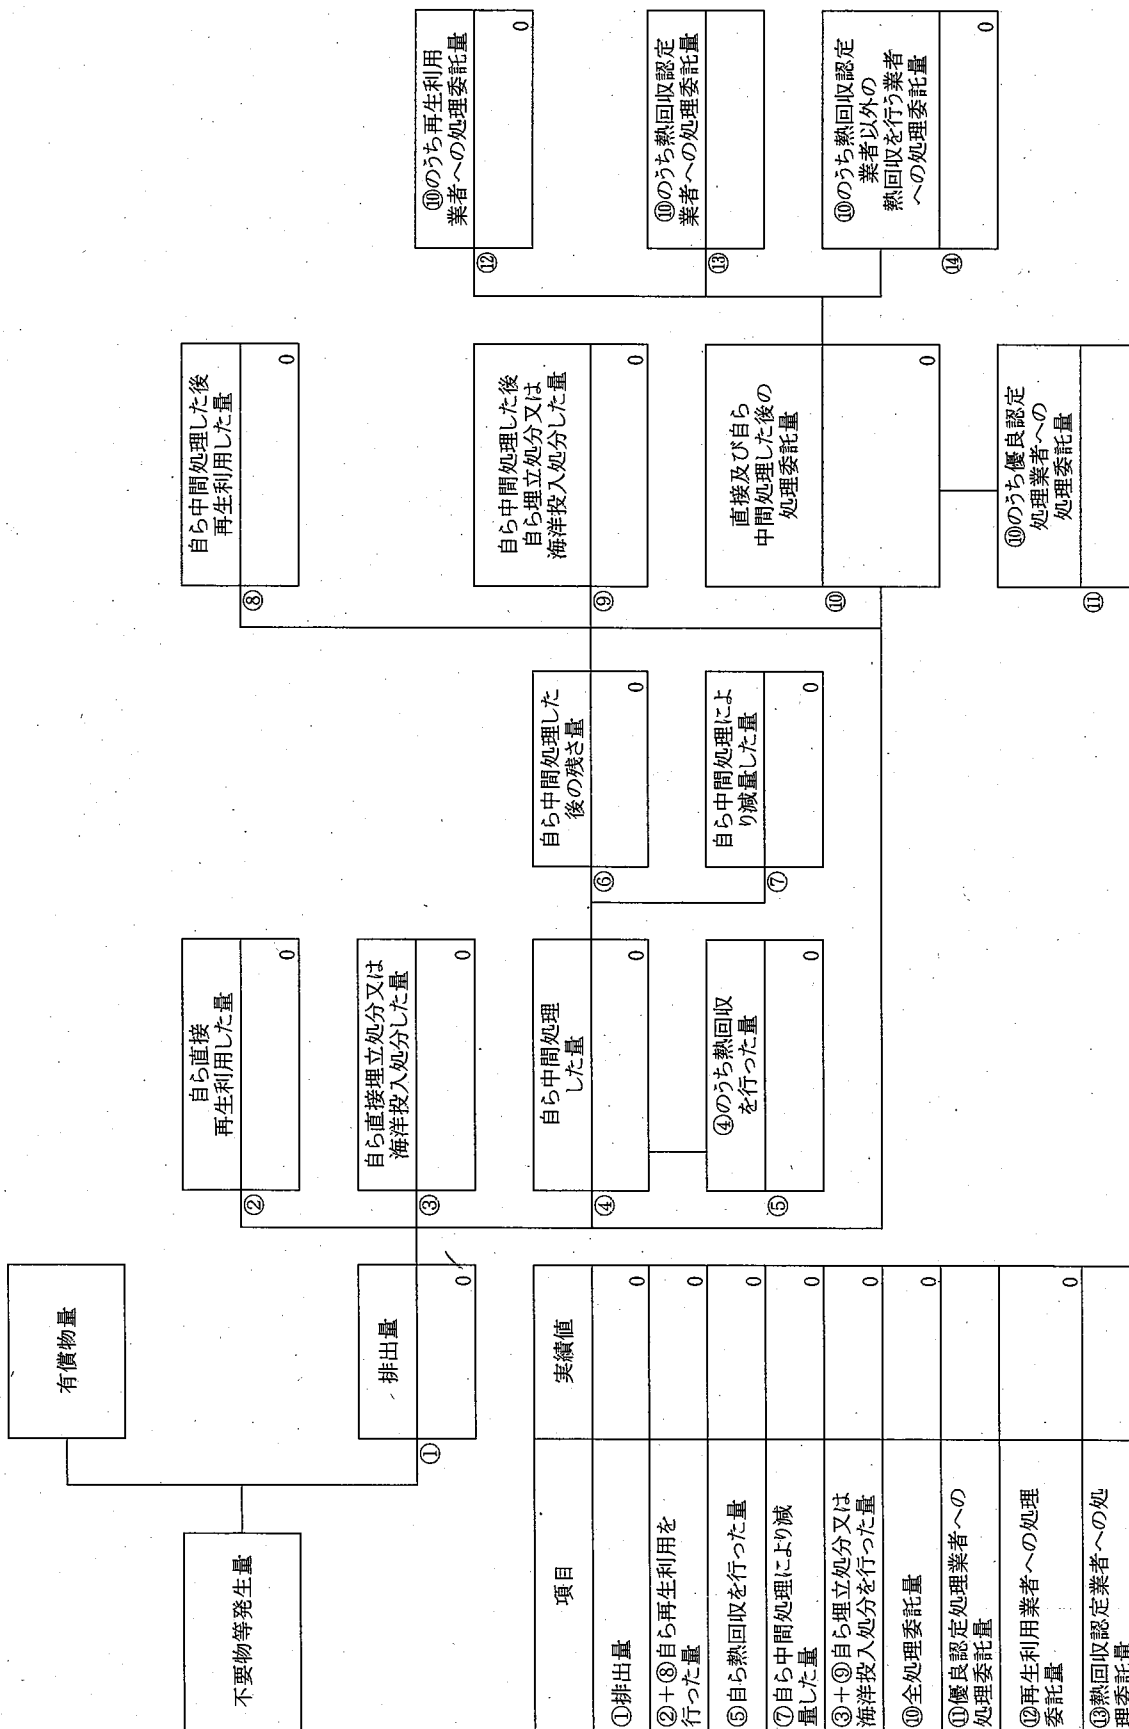 不要物等発生量
有償物量
排出量
①
0
②
自ら直接
再生利用した量
0
③
自ら直接埋立処分又は
海洋投入処分した量
0
④
自ら中間処理
した量
0
⑤
④のうち熱回収
を行った量
0
⑥
自ら中間処理した
後の残さ量
0
⑦
自ら中間処理によ
り減量した量
0
⑧
自ら中間処理した後
再生利用した量
0
⑨
自ら中間処理した後
自ら埋立処分又は
海洋投入処分した量
0
⑩
直接及び自ら
中間処理した後の
処理委託量
0
⑪
⑩のうち優良認定
処理業者への
処理委託量
⑫
⑩のうち再生利用
業者への処理委託量
0
⑬
⑩のうち熱回収認定
業者への処理委託量
⑭
⑩のうち熱回収認定
業者以外の
熱回収を行う業者
への処理委託量
0
項目
実績値
①排出量
0
②+⑧自ら再生利用を
行った量
0
⑤自ら熱回収を行った量
0
⑦自ら中間処理により減
量した量
0
③+⑨自ら埋立処分又は
海洋投入処分を行った量
0
⑩全処理委託量
0
⑪優良認定処理業者への
処理委託量
⑫再生利用業者への処理
委託量
0
⑬熱回収認定業者への処
理委託量